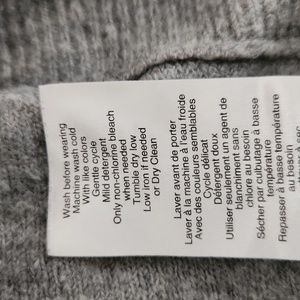 Wash before wearing
Machine wash cold
With like colors
Gentle cycle
Mild detergent
Only non-chlorine bleach
when needed
Tumble dry low
Low iron if needed
or Dry Clean
Laver avant de porter
Laver à la machine à l'eau froide
Avec des couleurs semblables
Cycle délicat
Détergent doux
Utiliser seulement un agent de
blanchiment sans
chlore au besoin
Sécher par culbutage à basse
température
Repasser à basse température
au besoin